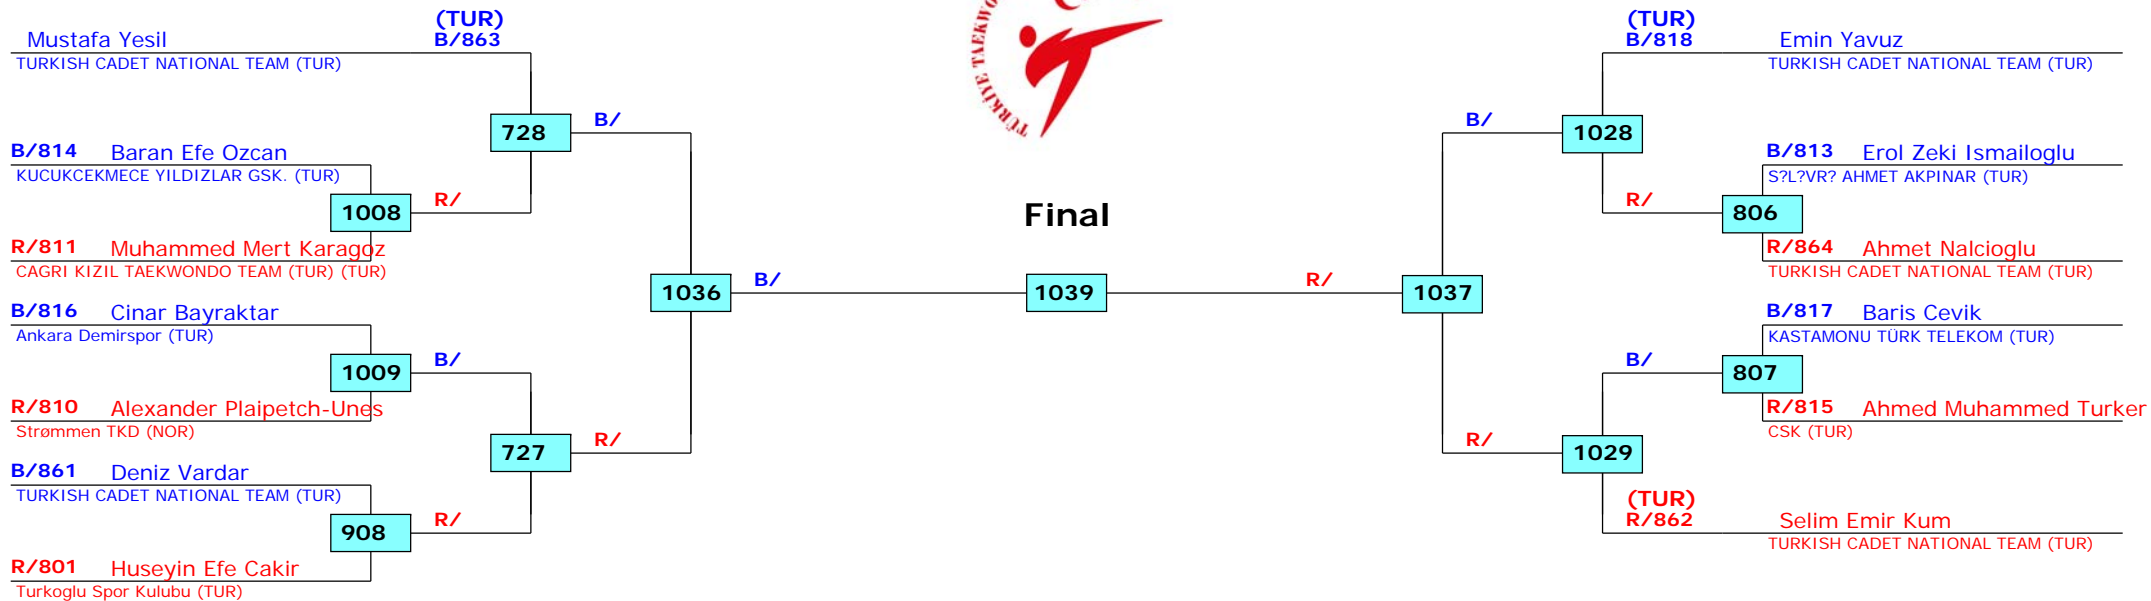 (TUR)
Mustafa Yesil B/863
TURKISH CADET NATIONAL TEAM (TUR)
728
B/
B/814 Baran Efe Ozcan
KUCUKCEKMECE YILDIZLAR GSK. (TUR)
1008
R/
R/811 Muhammed Mert Karagoz
CAGRI KIZIL TAEKWONDO TEAM (TUR) (TUR)
1036
B/
B/816 Cinar Bayraktar
Ankara Demirspor (TUR)
1009
B/
R/810 Alexander Plaipetch-Unes
Strømmen TKD (NOR)
727
R/
B/861 Deniz Vardar
TURKISH CADET NATIONAL TEAM (TUR)
908
R/
R/801 Huseyin Efe Cakir
Turkoglu Spor Kulubu (TUR)
TÜRKİYE TAEKWO
Final
1039
(TUR)
B/818 Emin Yavuz
TURKISH CADET NATIONAL TEAM (TUR)
B/
1028
B/813 Erol Zeki Ismailoglu
S?L?VR? AHMET AKPINAR (TUR)
R/
806
R/864 Ahmet Nalcioglu
TURKISH CADET NATIONAL TEAM (TUR)
R/
1037
B/817 Baris Cevik
KASTAMONU TÜRK TELEKOM (TUR)
B/
807
R/815 Ahmed Muhammed Turker
CSK (TUR)
R/
1029
(TUR)
R/862 Selim Emir Kum
TURKISH CADET NATIONAL TEAM (TUR)